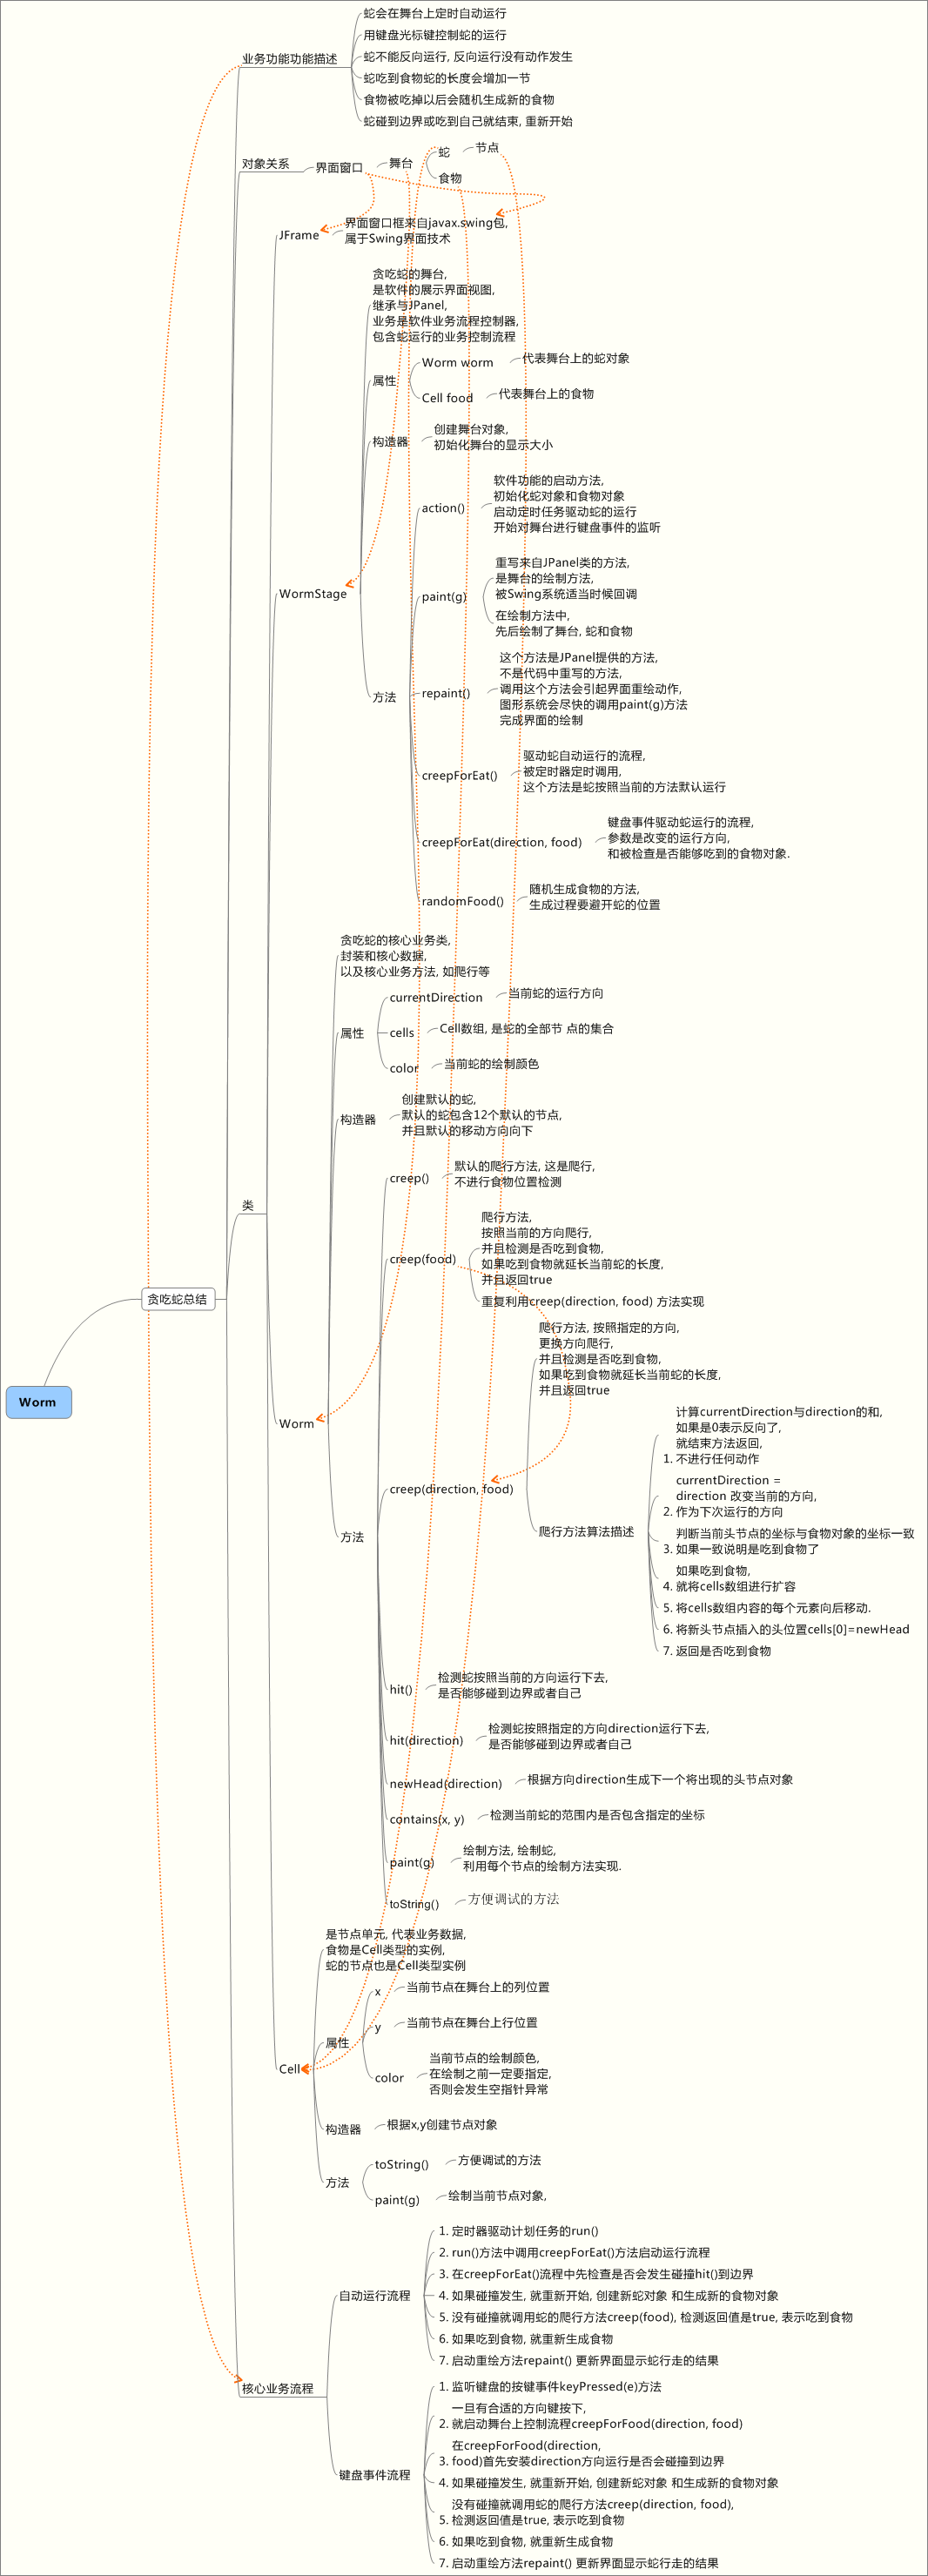 Worm
贪吃蛇总结
业务功能功能描述
蛇会在舞台上定时自动运行
用键盘光标键控制蛇的运行
蛇不能反向运行, 反向运行没有动作发生
蛇吃到食物蛇的长度会增加一节
食物被吃掉以后会随机生成新的食物
蛇碰到边界或吃到自己就结束, 重新开始
对象关系
界面窗口
舞台
蛇
节点
食物
类
JFrame
界面窗口框来自javax.swing包,
属于Swing界面技术
WormStage
贪吃蛇的舞台,
是软件的展示界面视图,
继承与JPanel,
业务是软件业务流程控制器,
包含蛇运行的业务控制流程
属性
Worm worm
代表舞台上的蛇对象
Cell food
代表舞台上的食物
构造器
创建舞台对象,
初始化舞台的显示大小
方法
action()
软件功能的启动方法,
初始化蛇对象和食物对象
启动定时任务驱动蛇的运行
开始对舞台进行键盘事件的监听
paint(g)
重写来自JPanel类的方法,
是舞台的绘制方法,
被Swing系统适当时候回调
在绘制方法中,
先后绘制了舞台, 蛇和食物
repaint()
这个方法是JPanel提供的方法,
不是代码中重写的方法,
调用这个方法会引起界面重绘动作,
图形系统会尽快的调用paint(g)方法
完成界面的绘制
creepForEat()
驱动蛇自动运行的流程,
被定时器定时调用,
这个方法是蛇按照当前的方法默认运行
creepForEat(direction, food)
键盘事件驱动蛇运行的流程,
参数是改变的运行方向,
和被检查是否能够吃到的食物对象.
randomFood()
随机生成食物的方法,
生成过程要避开蛇的位置
Worm
贪吃蛇的核心业务类,
封装和核心数据,
以及核心业务方法, 如爬行等
属性
currentDirection
当前蛇的运行方向
cells
Cell数组, 是蛇的全部节 点的集合
color
当前蛇的绘制颜色
构造器
创建默认的蛇,
默认的蛇包含12个默认的节点,
并且默认的移动方向向下
方法
creep()
默认的爬行方法, 这是爬行,
不进行食物位置检测
creep(food)
爬行方法,
按照当前的方向爬行,
并且检测是否吃到食物,
如果吃到食物就延长当前蛇的长度,
并且返回true
重复利用creep(direction, food) 方法实现
creep(direction, food)
爬行方法, 按照指定的方向,
更换方向爬行,
并且检测是否吃到食物,
如果吃到食物就延长当前蛇的长度,
并且返回true
爬行方法算法描述
计算currentDirection与direction的和,
如果是0表示反向了,
就结束方法返回,
1. 不进行任何动作
currentDirection =
direction 改变当前的方向,
2. 作为下次运行的方向
判断当前头节点的坐标与食物对象的坐标一致
3. 如果一致说明是吃到食物了
如果吃到食物,
4. 就将cells数组进行扩容
5. 将cells数组内容的每个元素向后移动.
6. 将新头节点插入的头位置cells[0]=newHead
7. 返回是否吃到食物
hit()
检测蛇按照当前的方向运行下去,
是否能够碰到边界或者自己
hit(direction)
检测蛇按照指定的方向direction运行下去,
是否能够碰到边界或者自己
newHead(direction)
根据方向direction生成下一个将出现的头节点对象
contains(x, y)
检测当前蛇的范围内是否包含指定的坐标
paint(g)
绘制方法, 绘制蛇,
利用每个节点的绘制方法实现.
toString()
方便调试的方法
Cell
是节点单元, 代表业务数据,
食物是Cell类型的实例,
蛇的节点也是Cell类型实例
属性
x
当前节点在舞台上的列位置
y
当前节点在舞台上行位置
color
当前节点的绘制颜色,
在绘制之前一定要指定,
否则会发生空指针异常
构造器
根据x,y创建节点对象
方法
toString()
方便调试的方法
paint(g)
绘制当前节点对象,
核心业务流程
自动运行流程
1. 定时器驱动计划任务的run()
2. run()方法中调用creepForEat()方法启动运行流程
3. 在creepForEat()流程中先检查是否会发生碰撞hit()到边界
4. 如果碰撞发生, 就重新开始, 创建新蛇对象 和生成新的食物对象
5. 没有碰撞就调用蛇的爬行方法creep(food), 检测返回值是true, 表示吃到食物
6. 如果吃到食物, 就重新生成食物
7. 启动重绘方法repaint() 更新界面显示蛇行走的结果
键盘事件流程
1. 监听键盘的按键事件keyPressed(e)方法
一旦有合适的方向键按下,
2. 就启动舞台上控制流程creepForFood(direction, food)
在creepForFood(direction,
3. food)首先安装direction方向运行是否会碰撞到边界
4. 如果碰撞发生, 就重新开始, 创建新蛇对象 和生成新的食物对象
没有碰撞就调用蛇的爬行方法creep(direction, food),
5. 检测返回值是true, 表示吃到食物
6. 如果吃到食物, 就重新生成食物
7. 启动重绘方法repaint() 更新界面显示蛇行走的结果